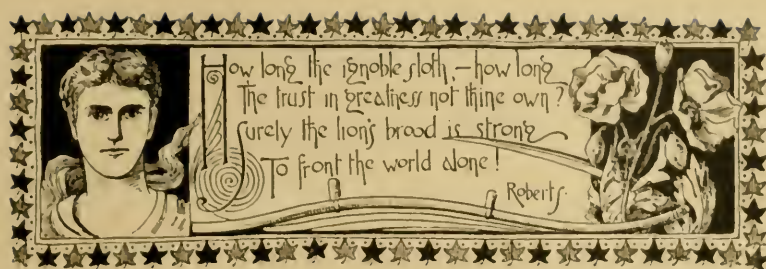 How long the ignoble sloth, – how long
The trust in greatness not thine own?
Surely the lion's brood is strong
To front the world alone!
Roberts.